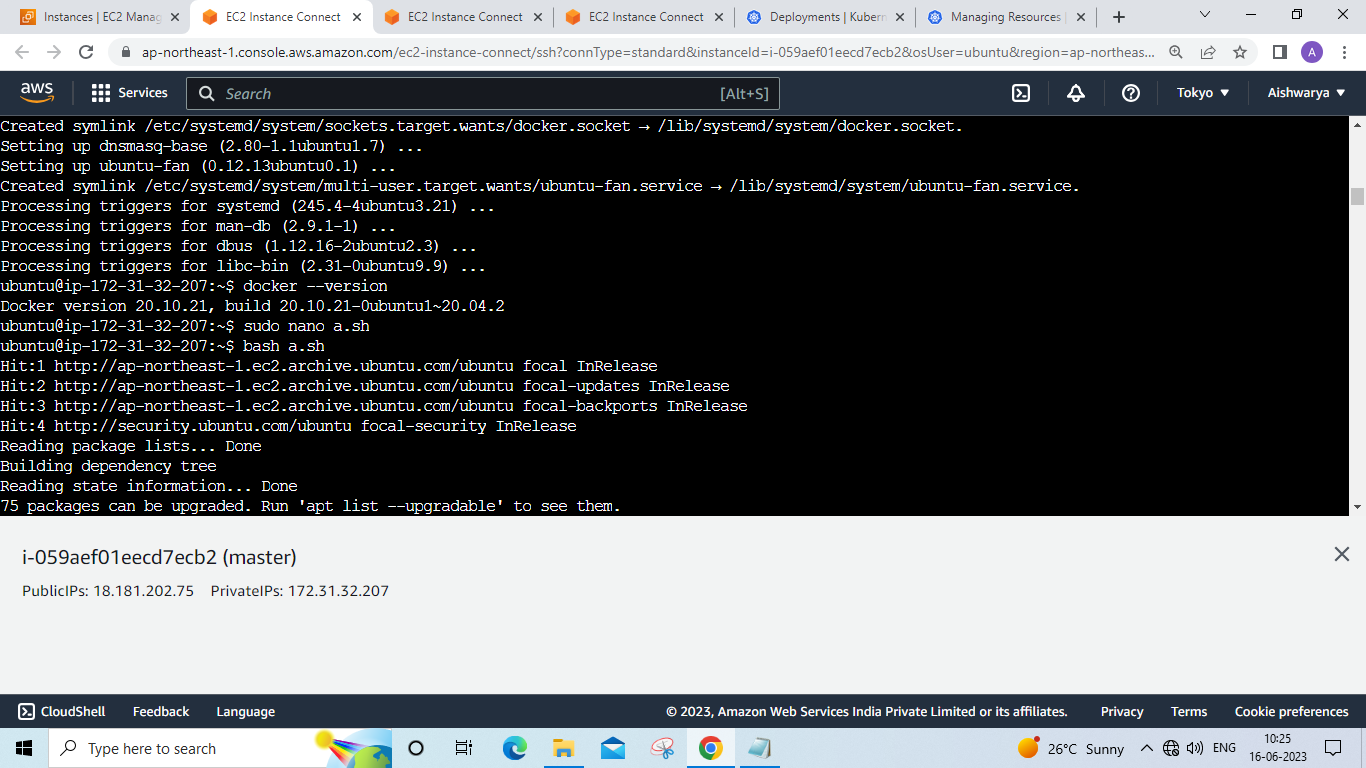 Instances | EC2 Manag
EC2 Instance Connect
EC2 Instance Connect
EC2 Instance Connect
Deployments | Kubern
Managing Resources |
ap-northeast-1.console.aws.amazon.com/ec2-instance-connect/ssh?connType=standard&instanceId=i-059aef01eecd7ecb2&osUser=ubuntu&region=ap-northeas...
A
aws
Services
Search
[Alt+S]
Tokyo
Aishwarya
Created symlink /etc/systemd/system/sockets.target.wants/docker.socket → /lib/systemd/system/docker.socket.
Setting up dnsmasq-base (2.80-1.1ubuntu1.7) ...
Setting up ubuntu-fan (0.12.13ubuntu0.1) ...
Created symlink /etc/systemd/system/multi-user.target.wants/ubuntu-fan.service → /lib/systemd/system/ubuntu-fan.service.
Processing triggers for systemd (245.4-4ubuntu3.21) ...
Processing triggers for man-db (2.9.1-1) ...
Processing triggers for dbus (1.12.16-2ubuntu2.3) ...
Processing triggers for libc-bin (2.31-0ubuntu9.9) ...
ubuntu@ip-172-31-32-207:~$ docker --version
Docker version 20.10.21, build 20.10.21-0ubuntu1~20.04.2
ubuntu@ip-172-31-32-207:~$ sudo nano a.sh
ubuntu@ip-172-31-32-207:~$ bash a.sh
Hit:1 http://ap-northeast-1.ec2.archive.ubuntu.com/ubuntu focal InRelease
Hit:2 http://ap-northeast-1.ec2.archive.ubuntu.com/ubuntu focal-updates InRelease
Hit:3 http://ap-northeast-1.ec2.archive.ubuntu.com/ubuntu focal-backports InRelease
Hit:4 http://security.ubuntu.com/ubuntu focal-security InRelease
Reading package lists... Done
Building dependency tree
Reading state information... Done
75 packages can be upgraded. Run 'apt list --upgradable' to see them.
i-059aef01eecd7ecb2 (master)
PublicIPs: 18.181.202.75 PrivateIPs: 172.31.32.207
CloudShell
Feedback
Language
© 2023, Amazon Web Services India Private Limited or its affiliates.
Privacy
Terms
Cookie preferences
Type here to search
26°C Sunny
ENG
10:25
16-06-2023